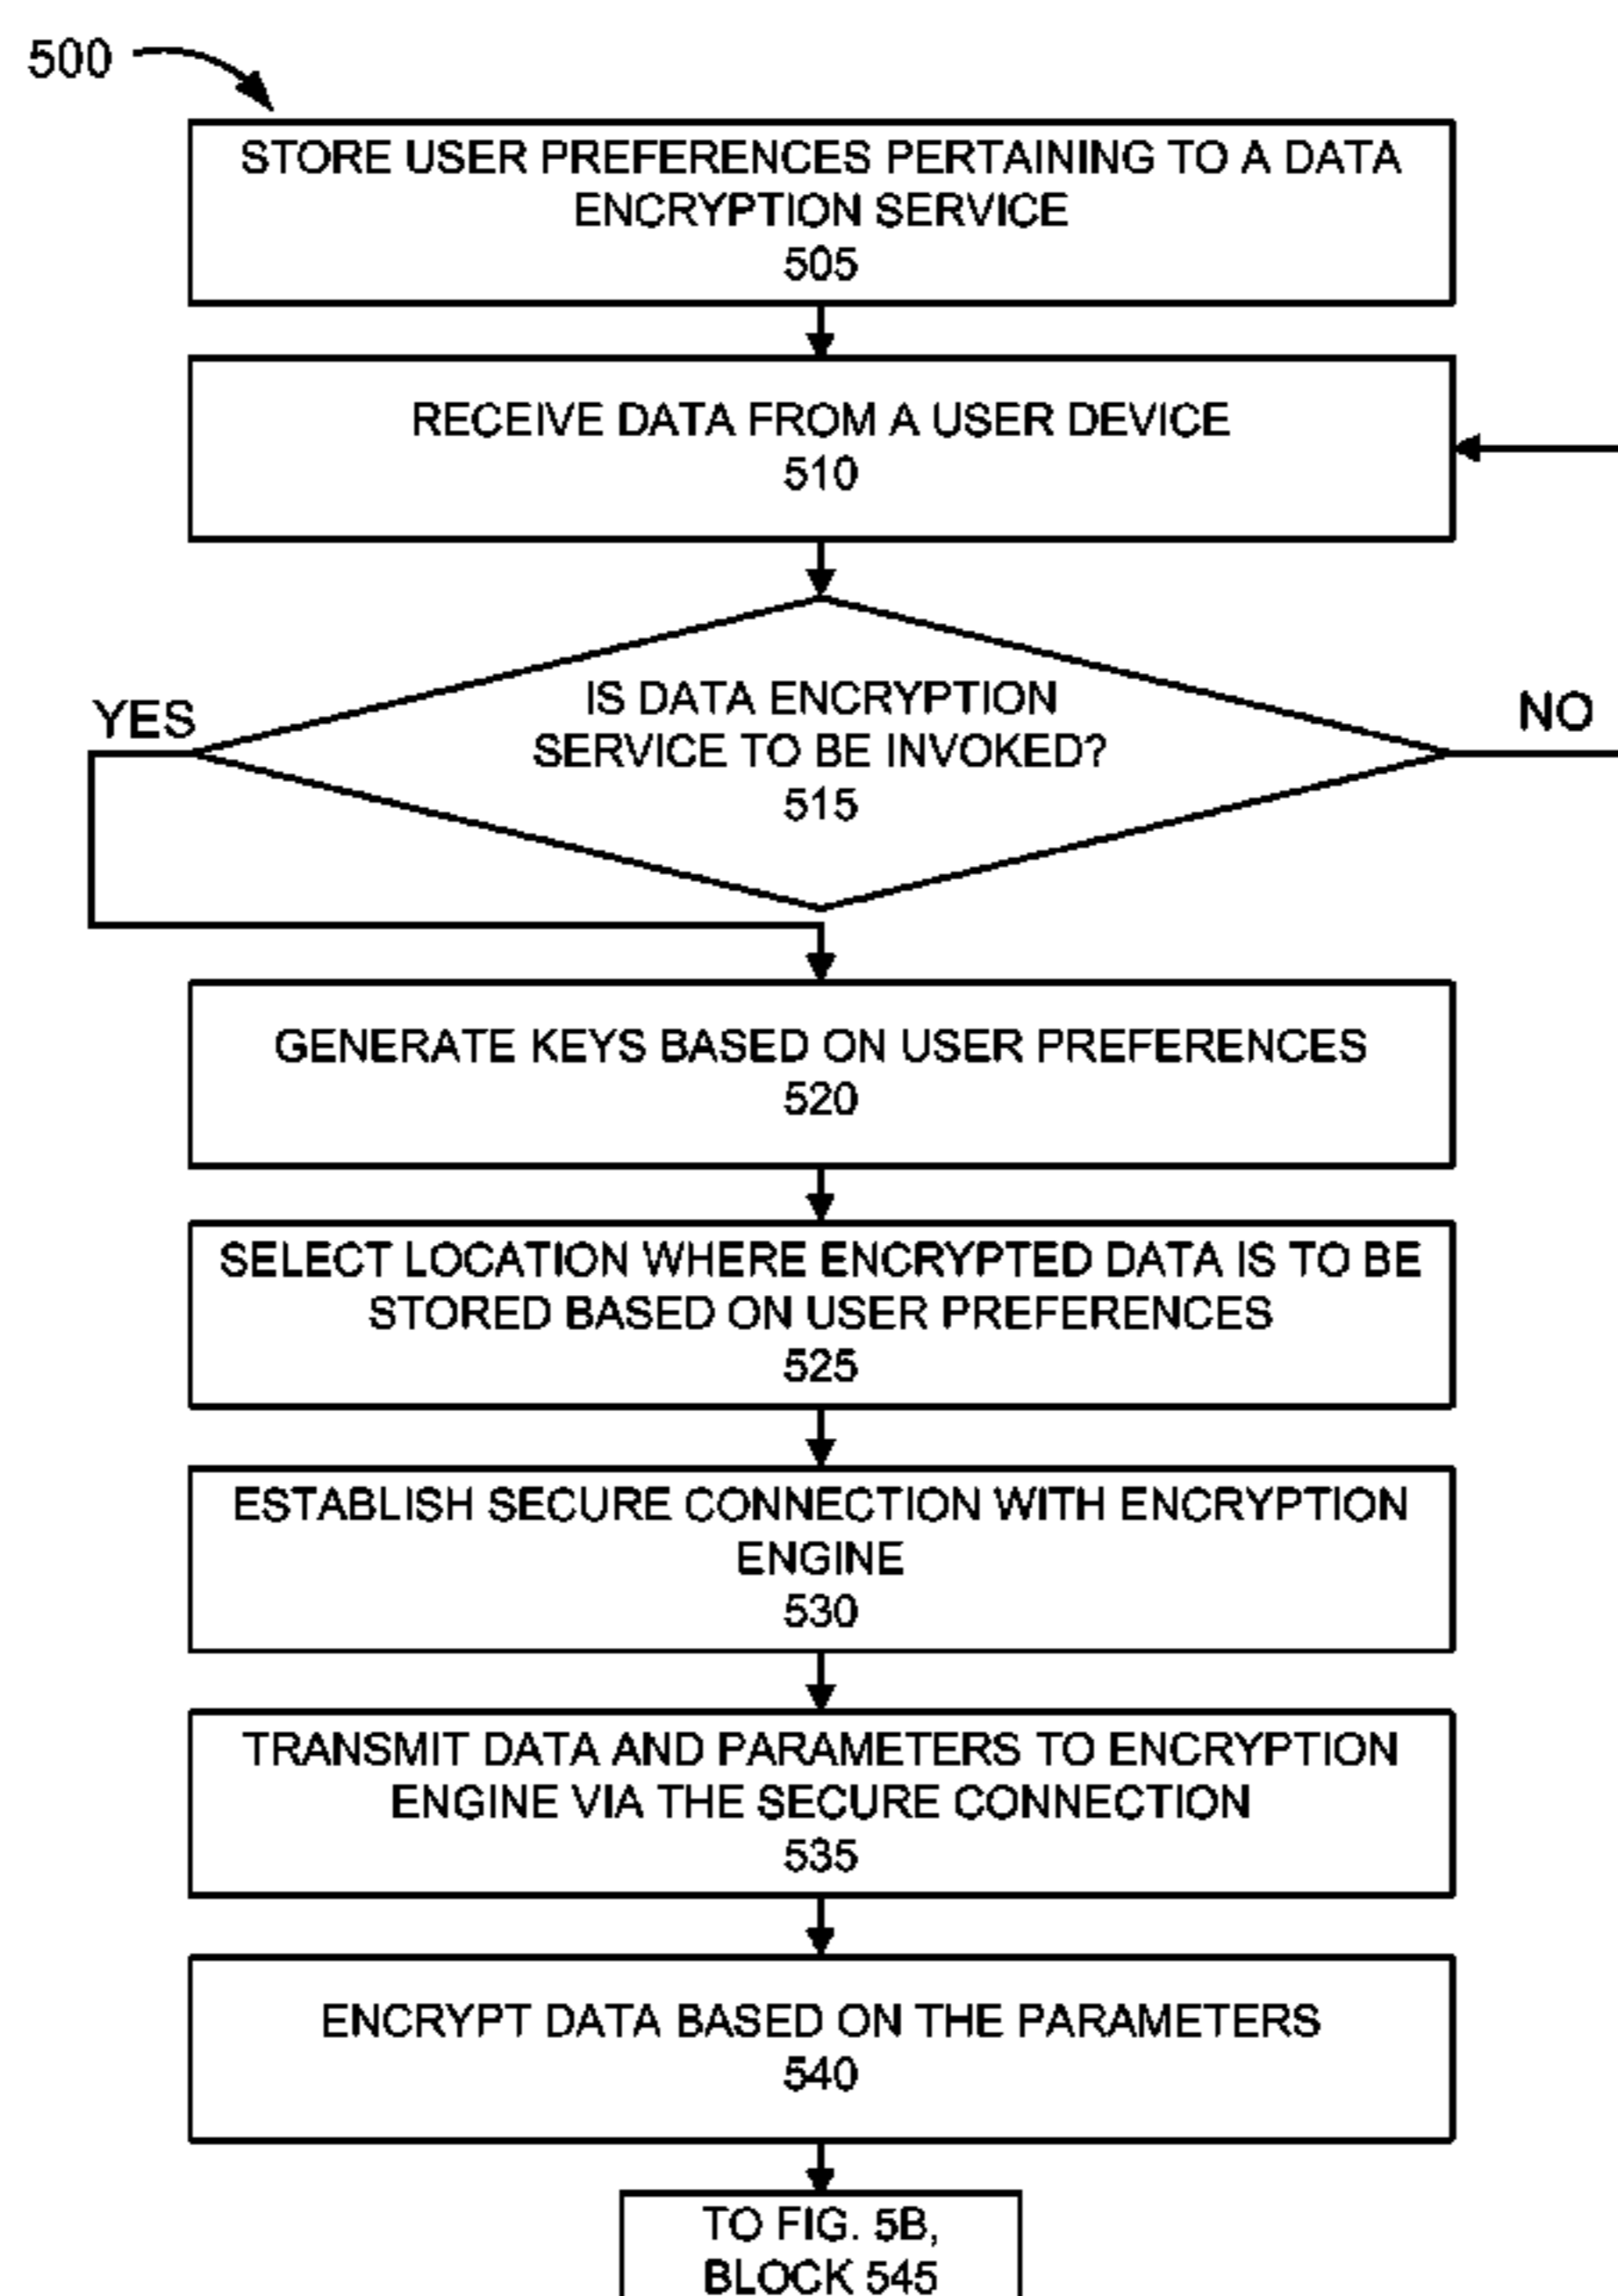 500
STORE USER PREFERENCES PERTAINING TO A DATA
ENCRYPTION SERVICE
505
RECEIVE DATA FROM A USER DEVICE
510
IS DATA ENCRYPTION
SERVICE TO BE INVOKED?
515
YES
NO
GENERATE KEYS BASED ON USER PREFERENCES
520
SELECT LOCATION WHERE ENCRYPTED DATA IS TO BE
STORED BASED ON USER PREFERENCES
525
ESTABLISH SECURE CONNECTION WITH ENCRYPTION
ENGINE
530
TRANSMIT DATA AND PARAMETERS TO ENCRYPTION
ENGINE VIA THE SECURE CONNECTION
535
ENCRYPT DATA BASED ON THE PARAMETERS
540
TO FIG. 5B,
BLOCK 545